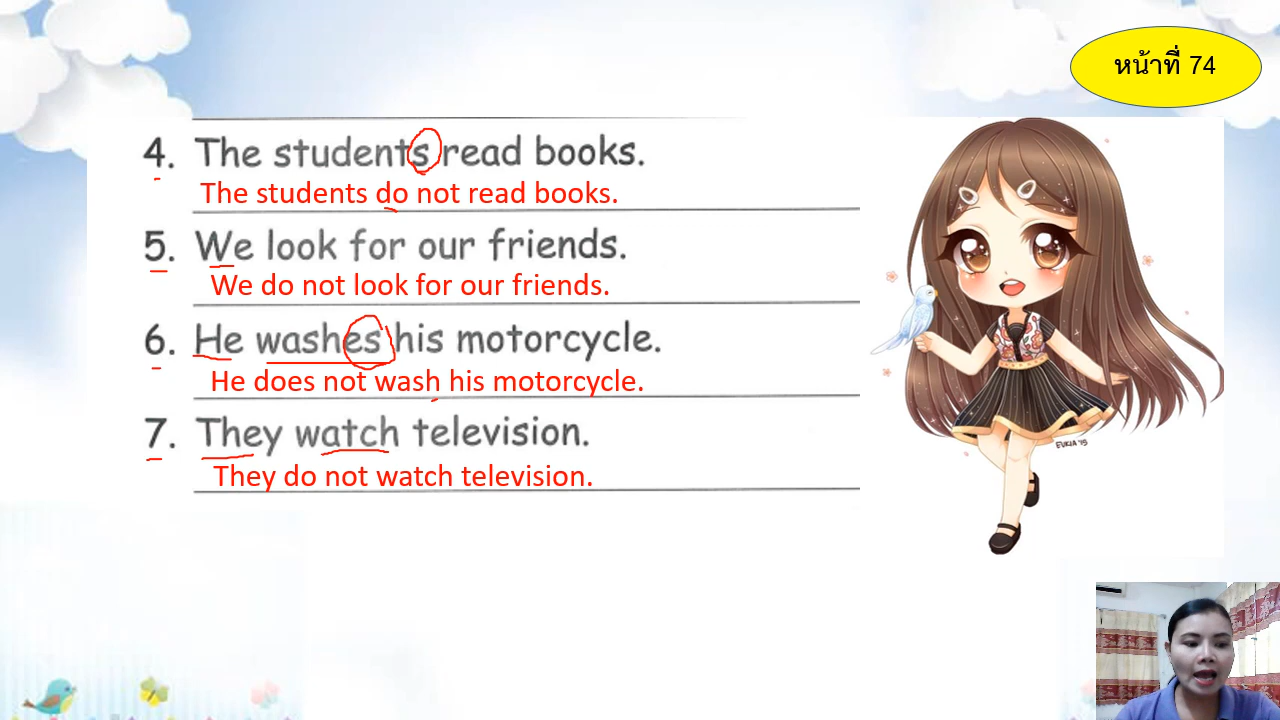 หน้าที่ 74
4. The students read books.
The students do not read books.
5. We look for our friends.
We do not look for our friends.
6. He washes his motorcycle.
He does not wash his motorcycle.
7. They watch television.
They do not watch television.
EUKLA '15